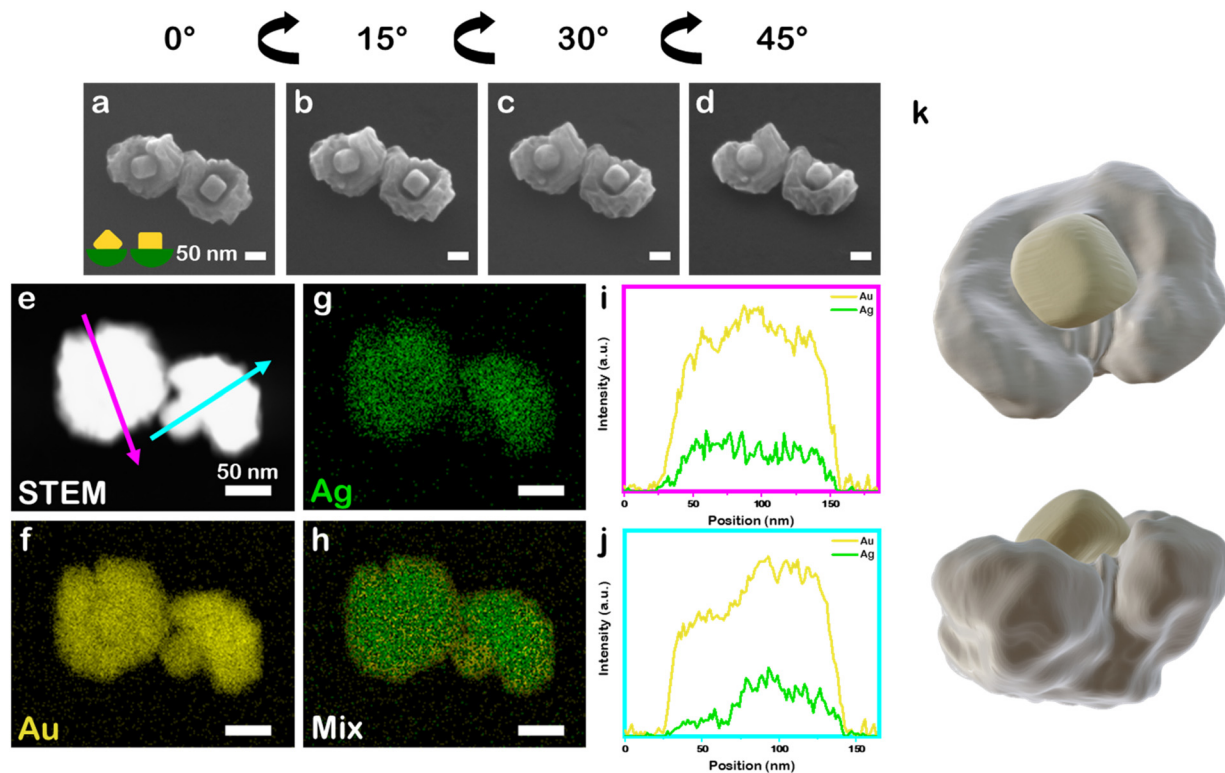 0° 15° 30° 45°
a b c d
50 nm
k
e g i
Au
Ag
Intensity (a.u.)
50 nm
STEM Ag
0 50 100 150
Position (nm)
f h j
Au
Ag
Intensity (a.u.)
Au Mix
0 50 100 150
Position (nm)